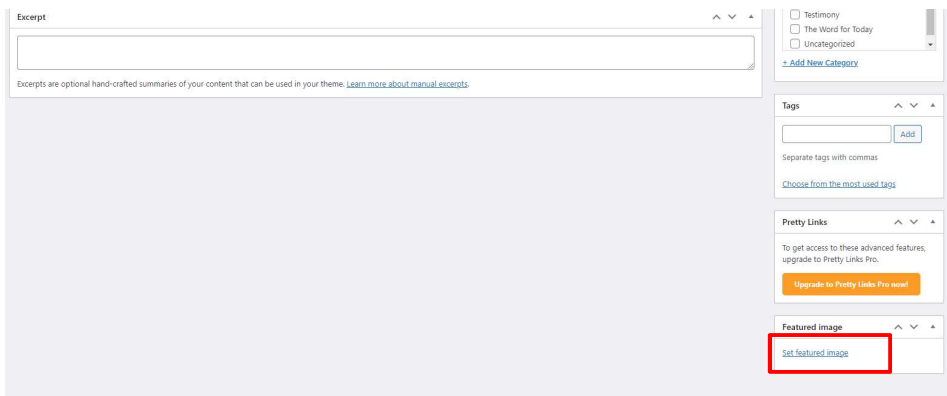 Excerpt
Excerpts are optional hand-crafted summaries of your content that can be used in your theme. Learn more about manual excerpts.
Testimony
The Word for Today
Uncategorized
+ Add New Category
Tags
Add
Separate tags with commas
Choose from the most used tags
Pretty Links
To get access to these advanced features,
upgrade to Pretty Links Pro.
Upgrade to Pretty Links Pro now!
Featured image
Set featured image